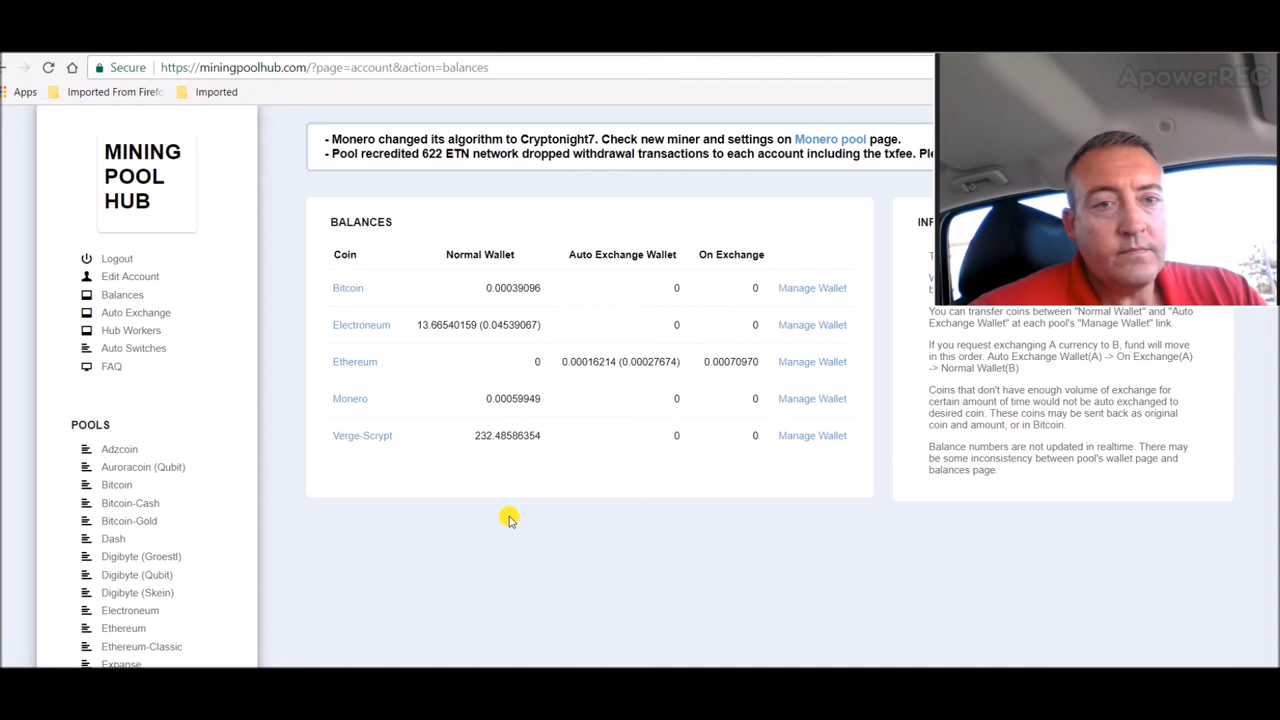 ApowerREC
Secure https://miningpoolhub.com/?page=account&action=balances
Apps Imported From Firef Imported
MINING
POOL
HUB
Logout
Edit Account
Balances
Auto Exchange
Hub Workers
Auto Switches
FAQ
POOLS
Adzcoin
Auroracoin (Qubit)
Bitcoin
Bitcoin-Cash
Bitcoin-Gold
Dash
Digibyte (Groestl)
Digibyte (Qubit)
Digibyte (Skein)
Electroneum
Ethereum
Ethereum-Classic
Expanse
- Monero changed its algorithm to Cryptonight7. Check new miner and settings on Monero pool page.
- Pool recredited 622 ETN network dropped withdrawal transactions to each account including the txfee. Ple
BALANCES
Coin Normal Wallet Auto Exchange Wallet On Exchange
Bitcoin 0.00039096 0 0 Manage Wallet
Electroneum 13.66540159 (0.04539067) 0 0 Manage Wallet
Ethereum 0 0.00016214 (0.00027674) 0.00070970 Manage Wallet
Monero 0.00059949 0 0 Manage Wallet
Verge-Scrypt 232.48586354 0 0 Manage Wallet
You can transfer coins between "Normal Wallet" and "Auto
Exchange Wallet" at each pool's "Manage Wallet" link.
If you request exchanging A currency to B, fund will move
in this order. Auto Exchange Wallet(A) -> On Exchange(A)
-> Normal Wallet(B)
Coins that don't have enough volume of exchange for
certain amount of time would not be auto exchanged to
desired coin. These coins may be sent back as original
coin and amount, or in Bitcoin.
Balance numbers are not updated in realtime. There may
be some inconsistency between pool's wallet page and
balances page.